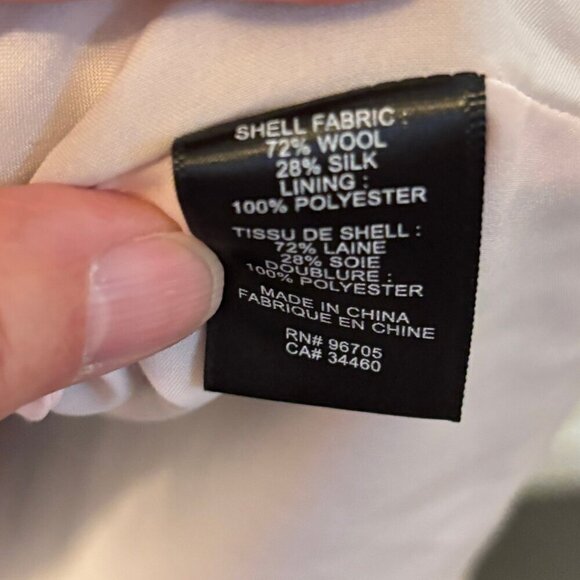 SHELL FABRIC :
72% WOOL
28% SILK
LINING :
100% POLYESTER
TISSU DE SHELL :
72% LAINE
28% SOIE
DOUBLURE :
100% POLYESTER
MADE IN CHINA
FABRIQUE EN CHINE
RN# 96705
CA# 34460